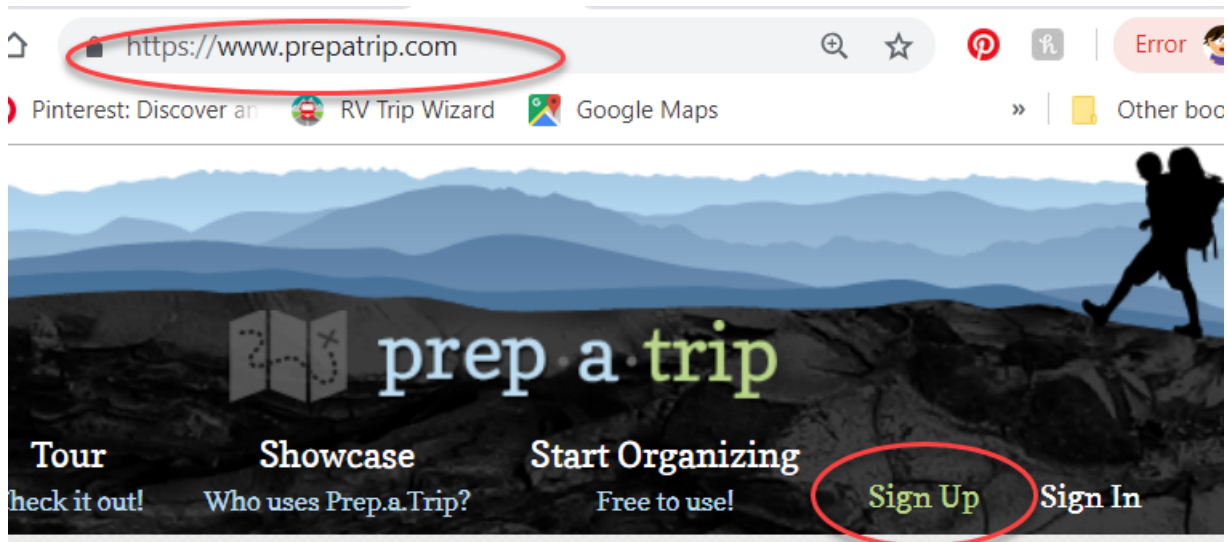 https://www.prepatrip.com Error
Pinterest: Discover an RV Trip Wizard Google Maps » Other boo
prep·a·trip
Tour Showcase Start Organizing
heck it out! Who uses Prep.a.Trip? Free to use! Sign Up Sign In